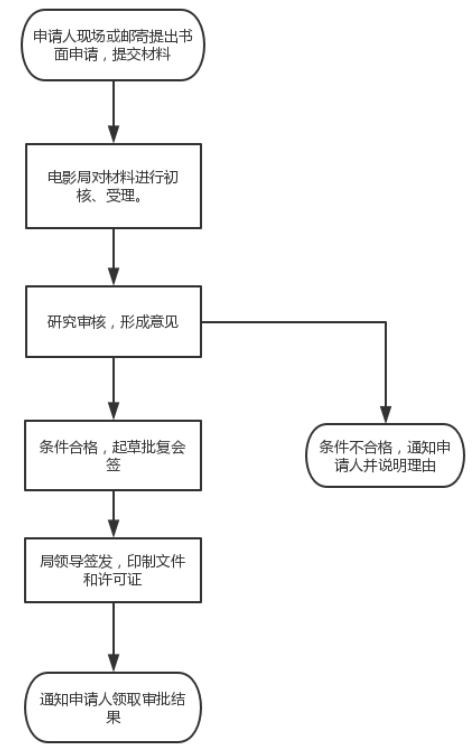 申请人现场或邮寄提出书
面申请，提交材料
电影局对材料进行初
核、受理。
研究审核，形成意见
条件合格，起草批复会
签
条件不合格，通知申
请人并说明理由
局领导签发，印制文件
和许可证
通知申请人领取审批结
果